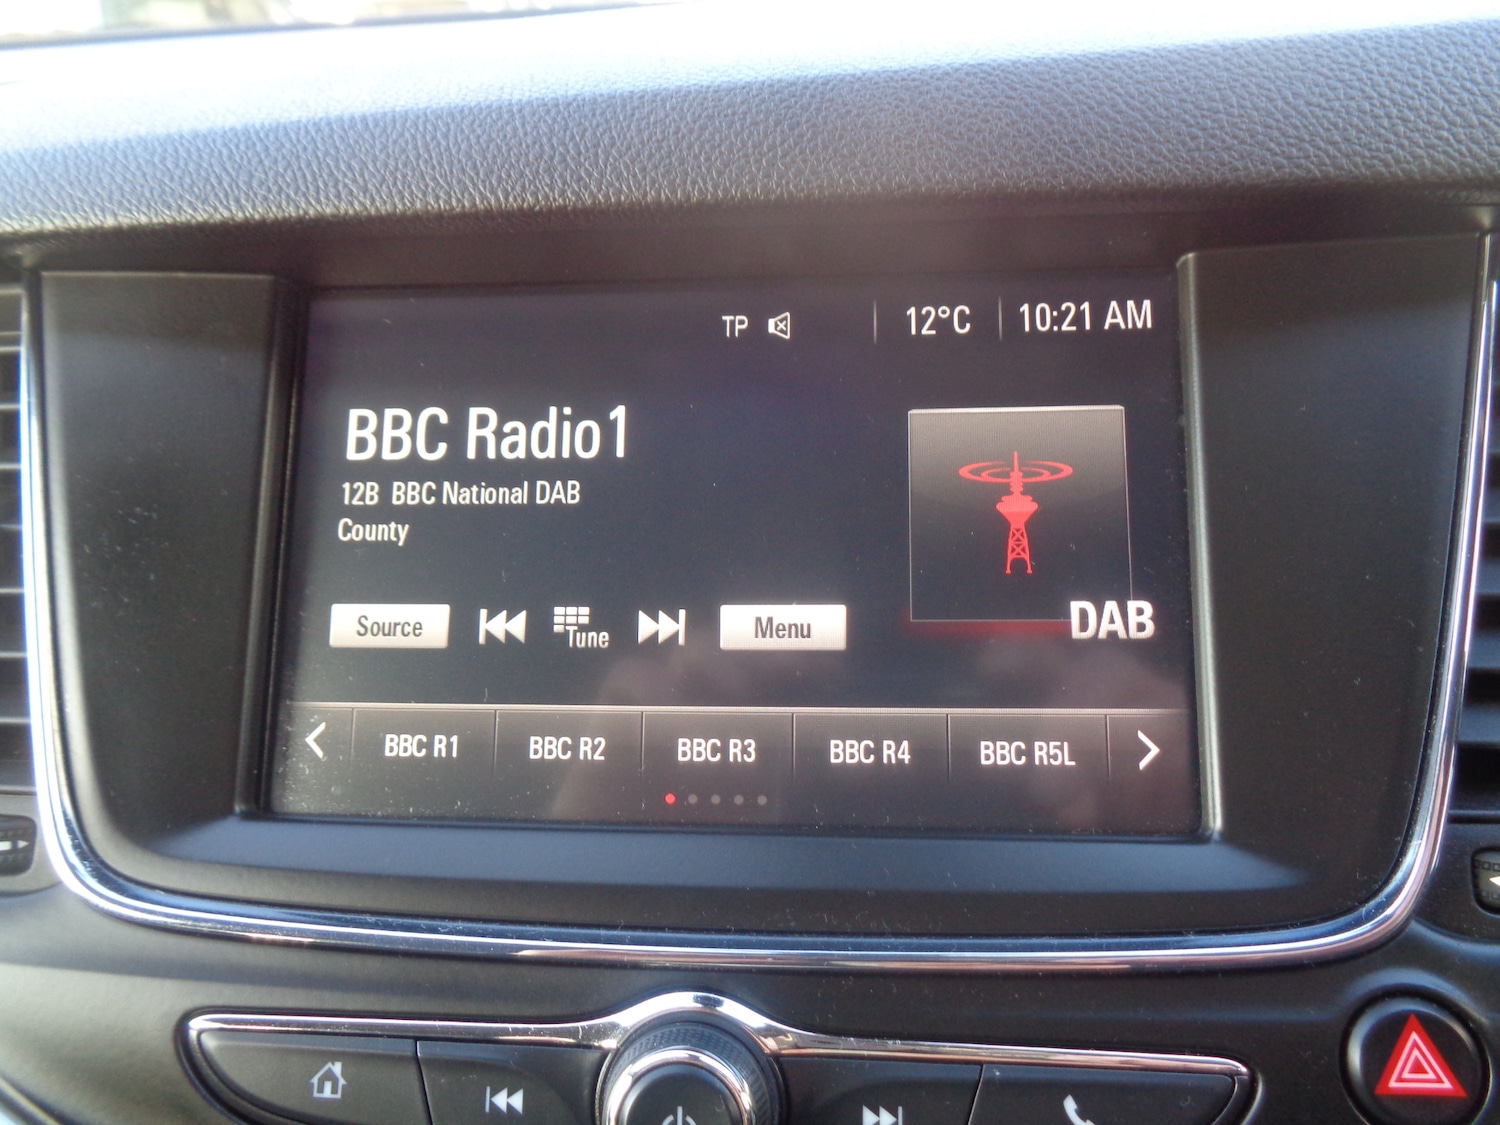 TP 12°C 10:21 AM
BBC Radio1
12B BBC National DAB
County
DAB
Source Tune Menu
BBC R1 BBC R2 BBC R3 BBC R4 BBC R5L